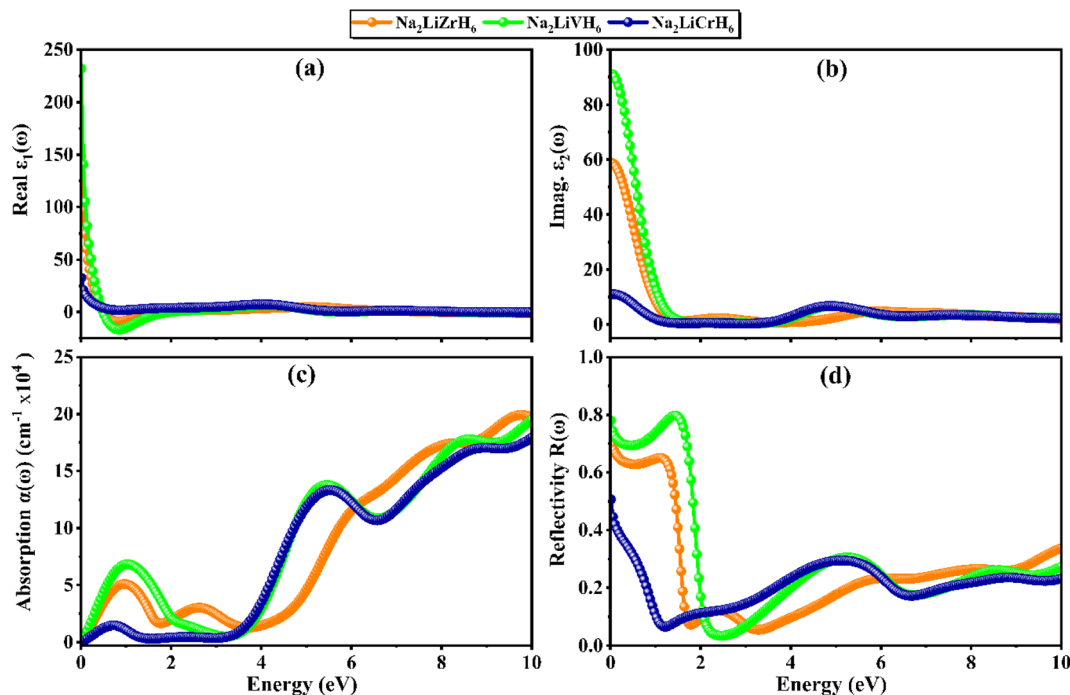 Na₂LiZrH₆ Na₂LiVH₆ Na₂LiCrH₆
(a)
Real ε₁(ω)
250
200
150
100
50
0
(b)
Imag. ε₂(ω)
100
80
60
40
20
0
(c)
Absorption α(ω) (cm⁻¹ x10⁴)
25
20
15
10
5
0
0 2 4 6 8 10
Energy (eV)
(d)
Reflectivity R(ω)
1.0
0.8
0.6
0.4
0.2
0.0
0 2 4 6 8 10
Energy (eV)